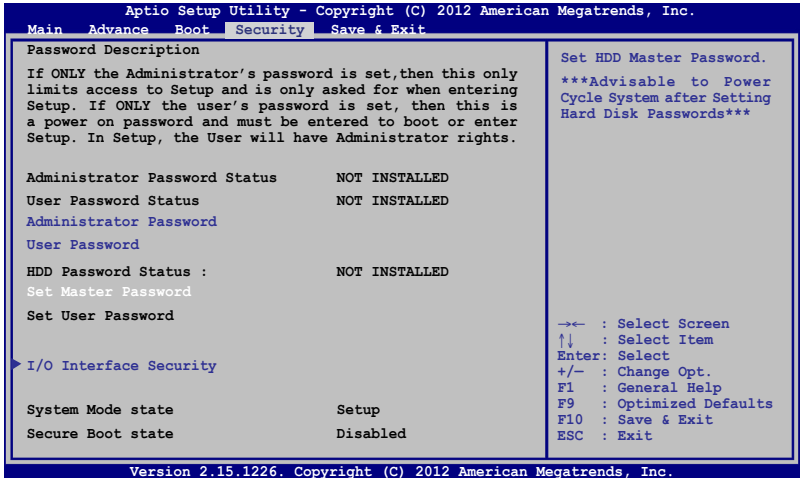 Aptio Setup Utility - Copyright (C) 2012 American Megatrends, Inc.
Main Advance Boot Security Save & Exit
Password Description
If ONLY the Administrator's password is set,then this only
limits access to Setup and is only asked for when entering
Setup. If ONLY the user's password is set, then this is
a power on password and must be entered to boot or enter
Setup. In Setup, the User will have Administrator rights.
Administrator Password Status NOT INSTALLED
User Password Status NOT INSTALLED
Administrator Password
User Password
HDD Password Status : NOT INSTALLED
Set Master Password
Set User Password
I/O Interface Security
System Mode state Setup
Secure Boot state Disabled
Set HDD Master Password.
***Advisable to Power
Cycle System after Setting
Hard Disk Passwords***
→← : Select Screen
↑↓ : Select Item
Enter: Select
+/— : Change Opt.
F1 : General Help
F9 : Optimized Defaults
F10 : Save & Exit
ESC : Exit
Version 2.15.1226. Copyright (C) 2012 American Megatrends, Inc.